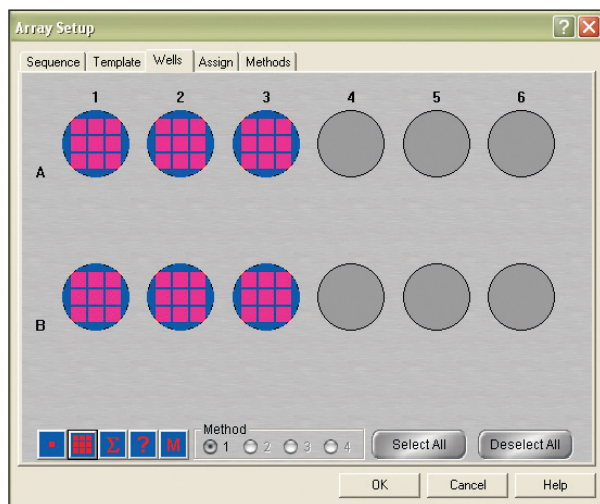 Array Setup
Sequence Template Wells Assign Methods
1 2 3 4 5 6
A
B
Σ ? M
Method
1 2 3 4
Select All Deselect All
OK Cancel Help